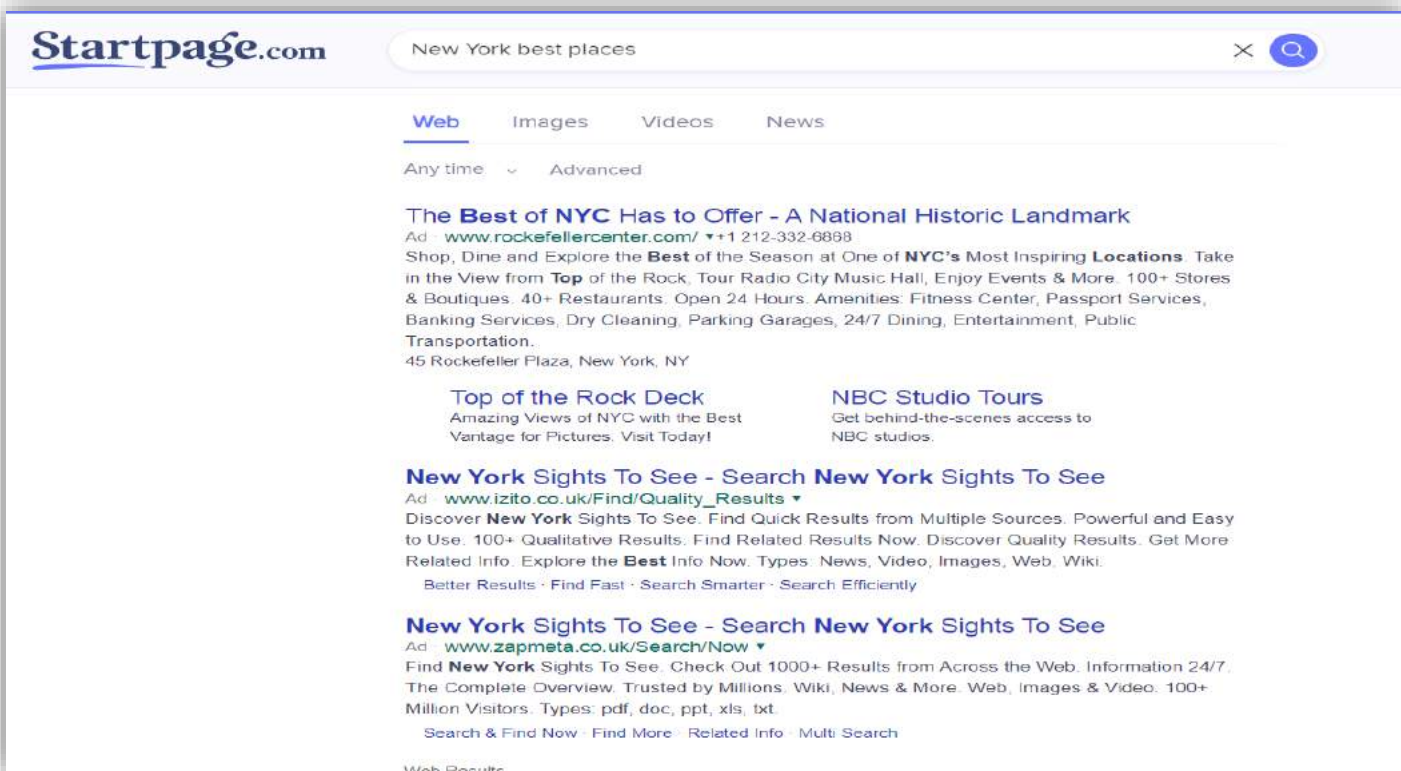 Startpage.com
New York best places
Web Images Videos News
Any time Advanced
The Best of NYC Has to Offer - A National Historic Landmark
Ad · www.rockefellercenter.com/ ▾+1 212-332-6868
Shop, Dine and Explore the Best of the Season at One of NYC's Most Inspiring Locations. Take
in the View from Top of the Rock, Tour Radio City Music Hall, Enjoy Events & More. 100+ Stores
& Boutiques. 40+ Restaurants. Open 24 Hours. Amenities: Fitness Center, Passport Services,
Banking Services, Dry Cleaning, Parking Garages, 24/7 Dining, Entertainment, Public
Transportation.
45 Rockefeller Plaza, New York, NY
Top of the Rock Deck
Amazing Views of NYC with the Best
Vantage for Pictures. Visit Today!
NBC Studio Tours
Get behind-the-scenes access to
NBC studios.
New York Sights To See - Search New York Sights To See
Ad · www.izito.co.uk/Find/Quality_Results ▾
Discover New York Sights To See. Find Quick Results from Multiple Sources. Powerful and Easy
to Use. 100+ Qualitative Results. Find Related Results Now. Discover Quality Results. Get More
Related Info. Explore the Best Info Now. Types: News, Video, Images, Web, Wiki.
Better Results · Find Fast · Search Smarter · Search Efficiently
New York Sights To See - Search New York Sights To See
Ad · www.zapmeta.co.uk/Search/Now ▾
Find New York Sights To See. Check Out 1000+ Results from Across the Web. Information 24/7.
The Complete Overview. Trusted by Millions. Wiki, News & More. Web, Images & Video. 100+
Million Visitors. Types: pdf, doc, ppt, xls, txt.
Search & Find Now · Find More · Related Info · Multi Search
Web Results